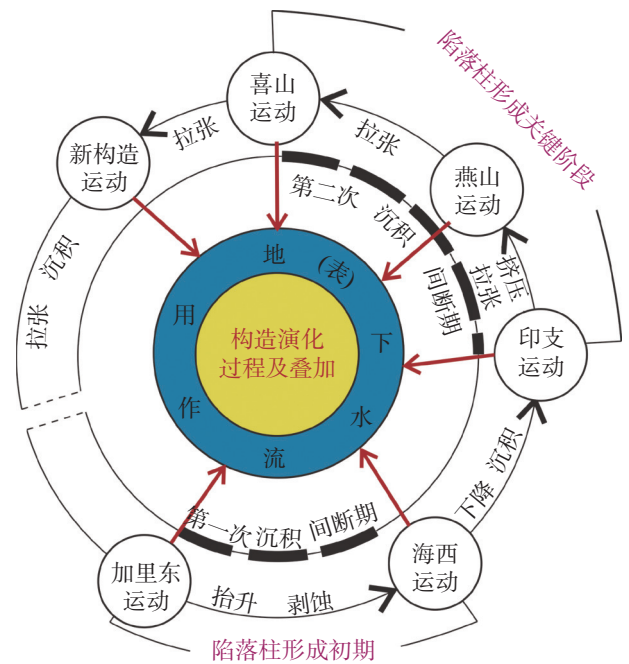 喜山
运动
陷落柱形成关键阶段
拉张
拉张
新构造
运动
燕山
运动
第二次 沉积 间断期
拉张 沉积
挤压
拉张
地(表)下水流作用
构造演化
过程及叠加
印支
运动
下降 沉积
第一次 沉积 间断期
加里东
运动
海西
运动
抬升 剥蚀
陷落柱形成初期